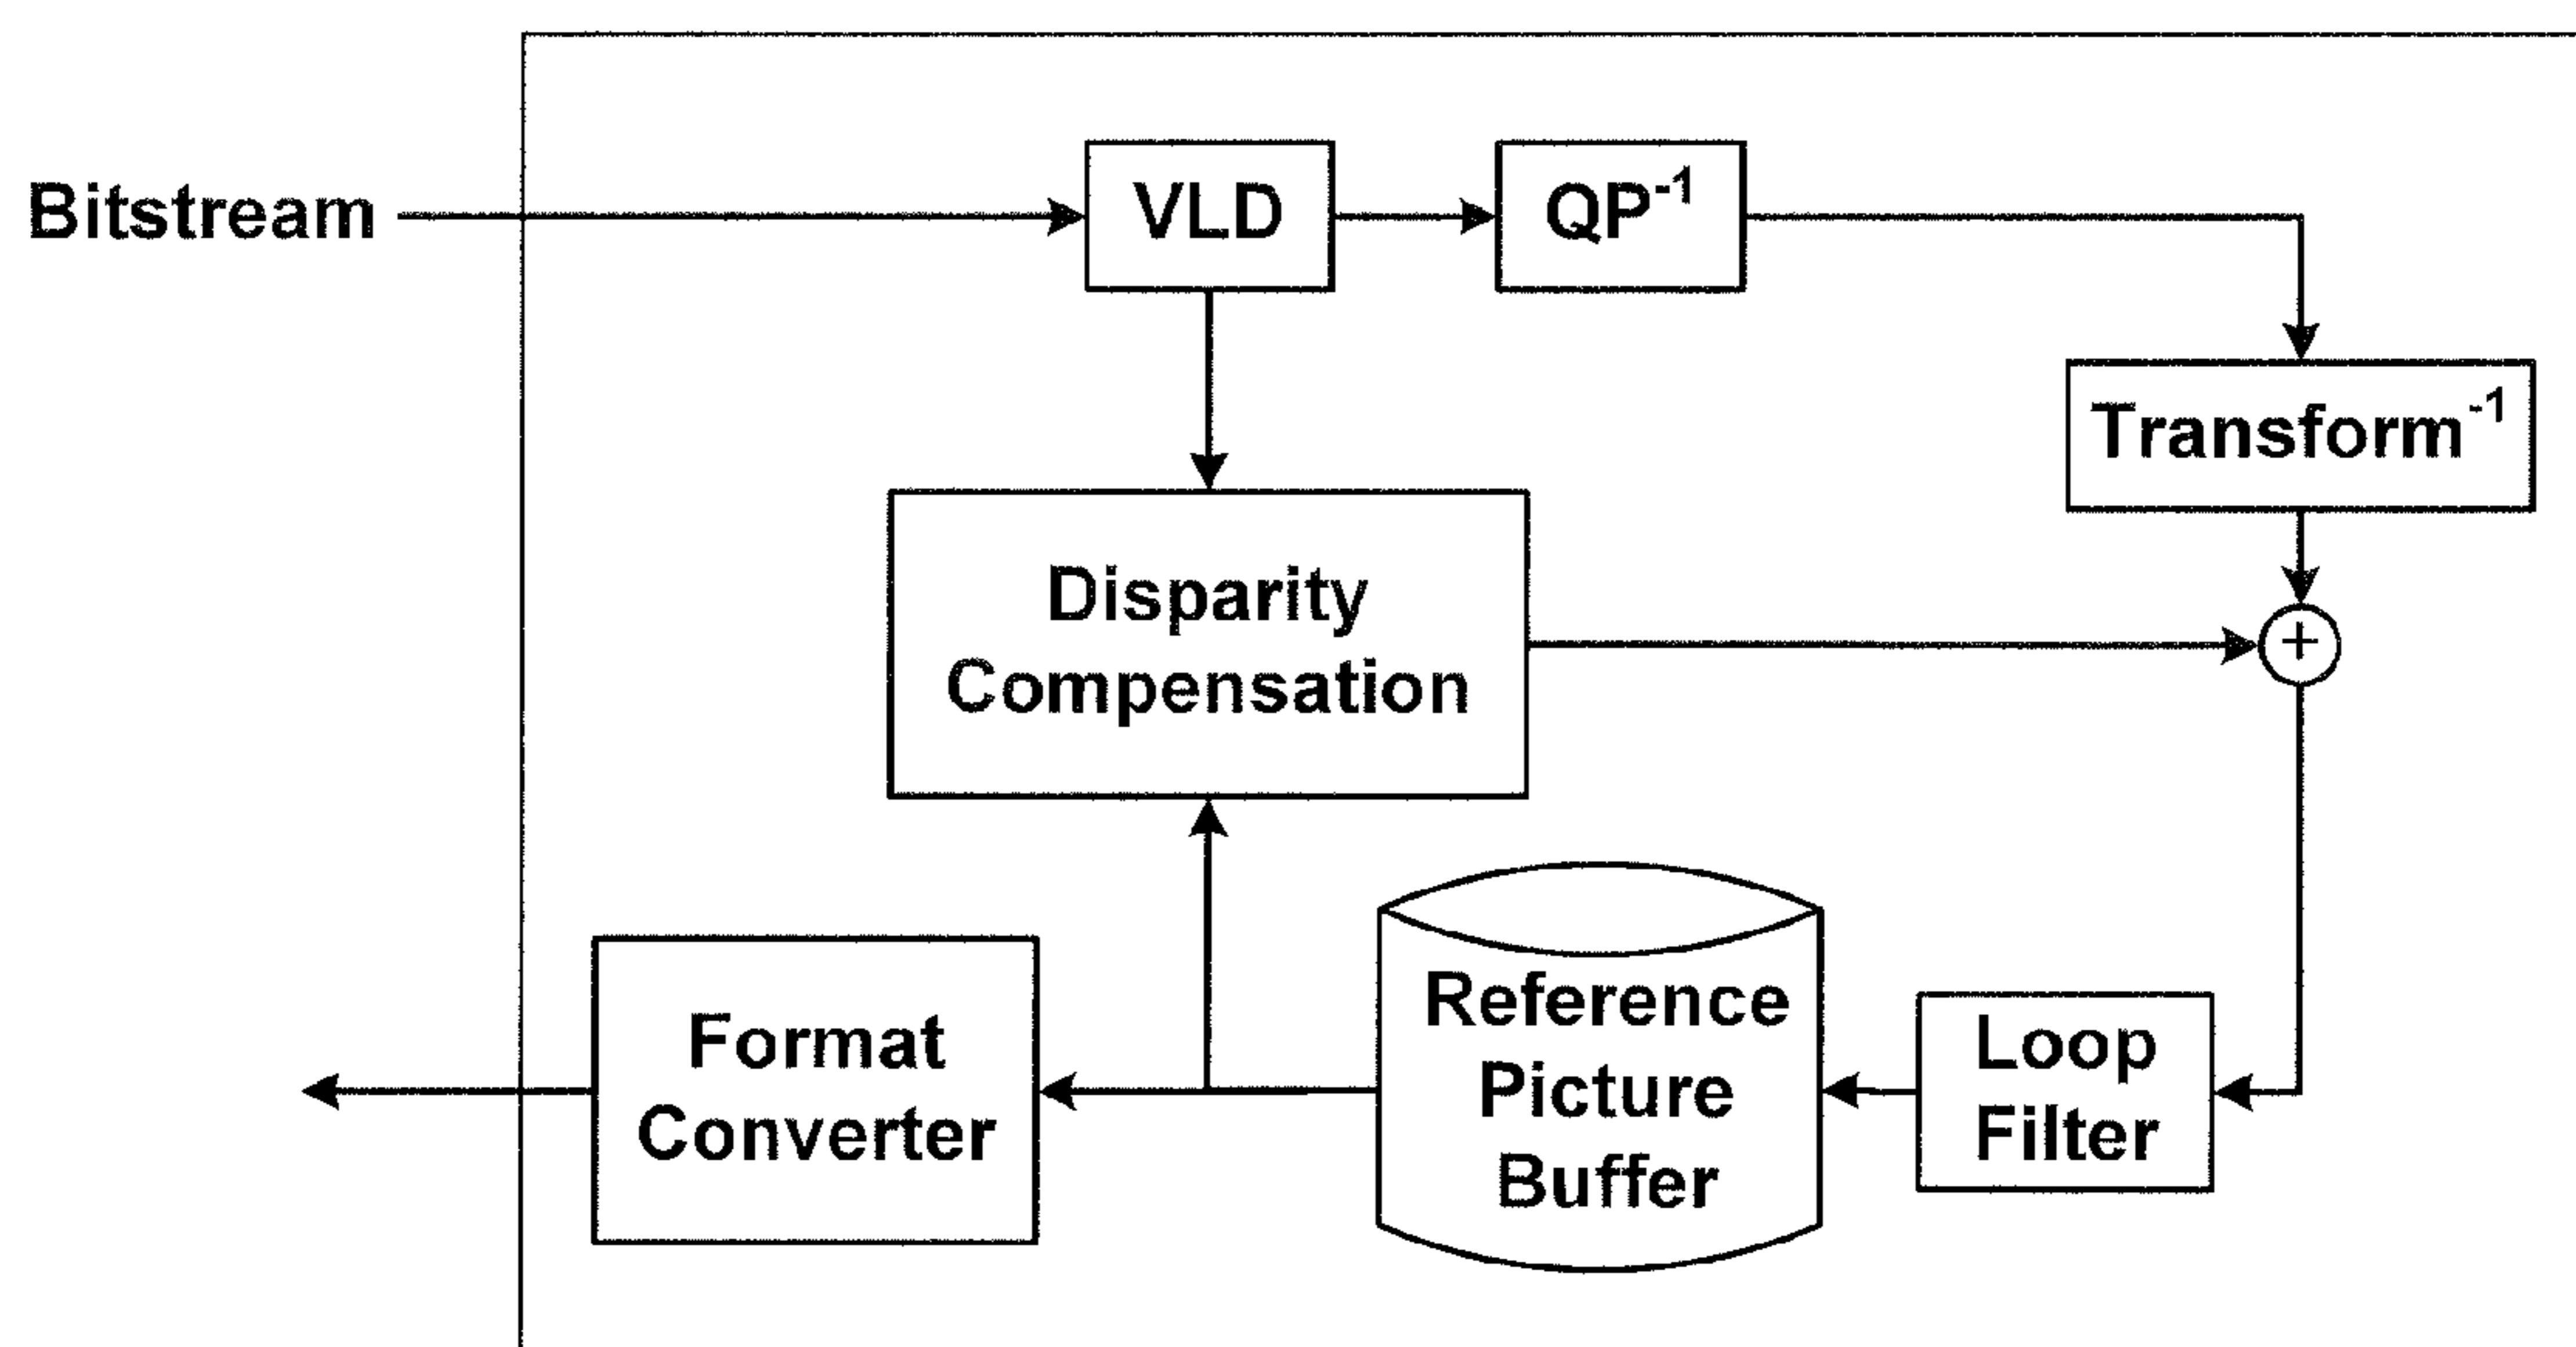 Bitstream
VLD
QP⁻¹
Transform⁻¹
Disparity
Compensation
+
Format
Converter
Reference
Picture
Buffer
Loop
Filter